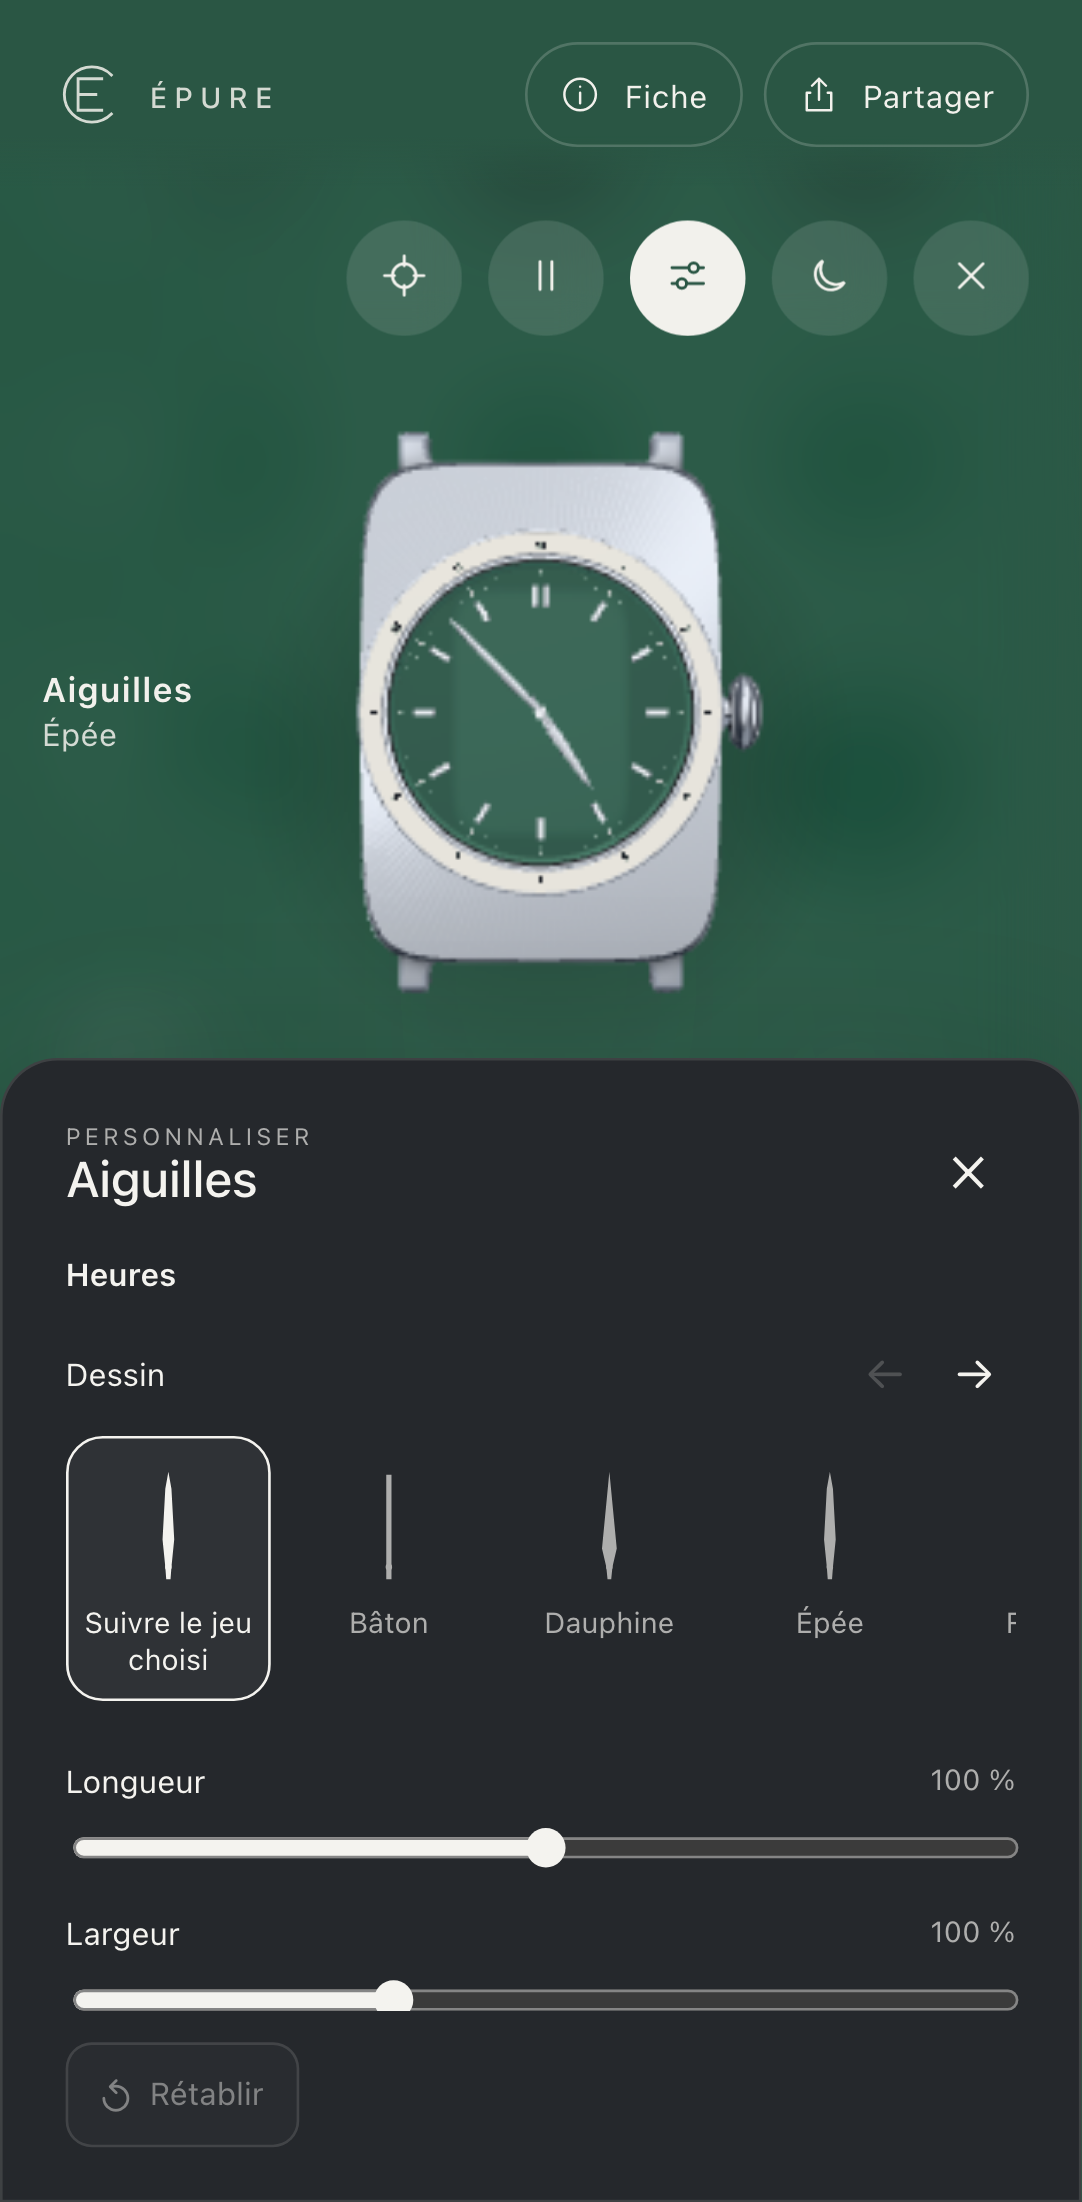 ÉPURE
Fiche
Partager
Aiguilles
Épée
PERSONNALISER
Aiguilles
Heures
Dessin
Suivre le jeu
choisi
Bâton
Dauphine
Épée
Longueur
100 %
Largeur
100 %
Rétablir